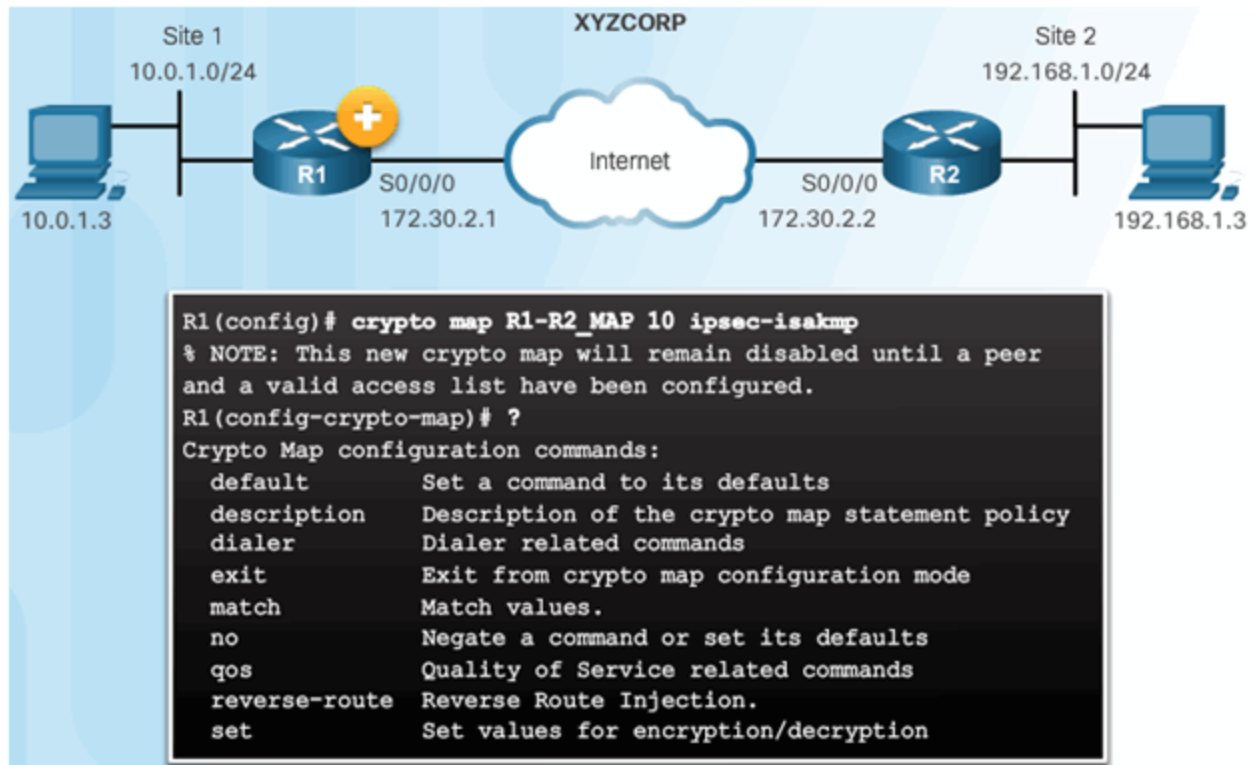 XYZCORP
Site 1
10.0.1.0/24
Site 2
192.168.1.0/24
R1
S0/0/0
172.30.2.1
Internet
S0/0/0
172.30.2.2
R2
10.0.1.3
192.168.1.3
R1(config)# crypto map R1-R2_MAP 10 ipsec-isakmp
% NOTE: This new crypto map will remain disabled until a peer
and a valid access list have been configured.
R1(config-crypto-map)# ?
Crypto Map configuration commands:
default Set a command to its defaults
description Description of the crypto map statement policy
dialer Dialer related commands
exit Exit from crypto map configuration mode
match Match values.
no Negate a command or set its defaults
qos Quality of Service related commands
reverse-route Reverse Route Injection.
set Set values for encryption/decryption